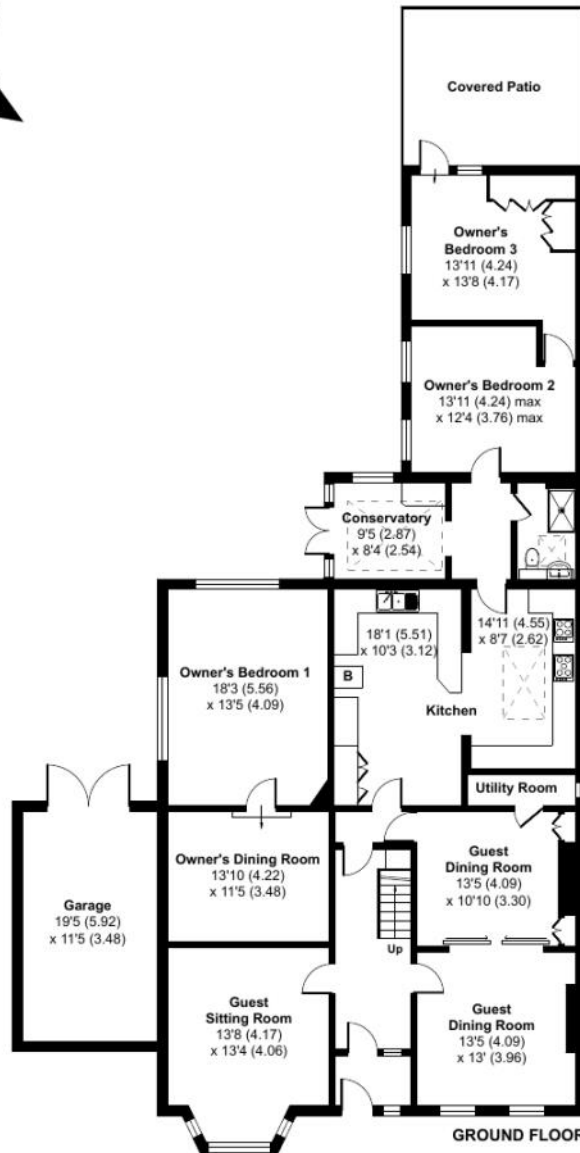 Covered Patio
Owner's
Bedroom 3
13'11 (4.24)
x 13'8 (4.17)
Owner's Bedroom 2
13'11 (4.24) max
x 12'4 (3.76) max
Conservatory
9'5 (2.87)
x 8'4 (2.54)
Owner's Bedroom 1
18'3 (5.56)
x 13'5 (4.09)
18'1 (5.51)
x 10'3 (3.12)
14'11 (4.55)
x 8'7 (2.62)
B
Kitchen
Utility Room
Garage
19'5 (5.92)
x 11'5 (3.48)
Owner's Dining Room
13'10 (4.22)
x 11'5 (3.48)
Guest
Dining Room
13'5 (4.09)
x 10'10 (3.30)
Up
Guest
Sitting Room
13'8 (4.17)
x 13'4 (4.06)
Guest
Dining Room
13'5 (4.09)
x 13' (3.96)
GROUND FLOOR